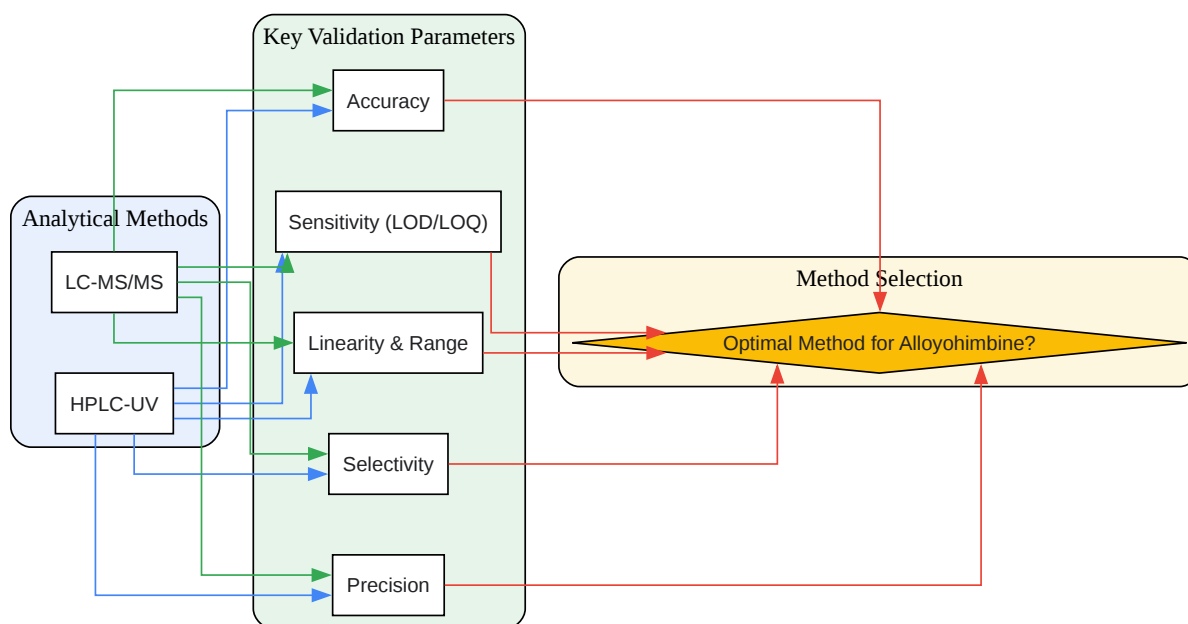 Key Validation Parameters
Accuracy
Sensitivity (LOD/LOQ)
Linearity & Range
Selectivity
Precision
Analytical Methods
LC-MS/MS
HPLC-UV
Method Selection
Optimal Method for Alloyohimbine?